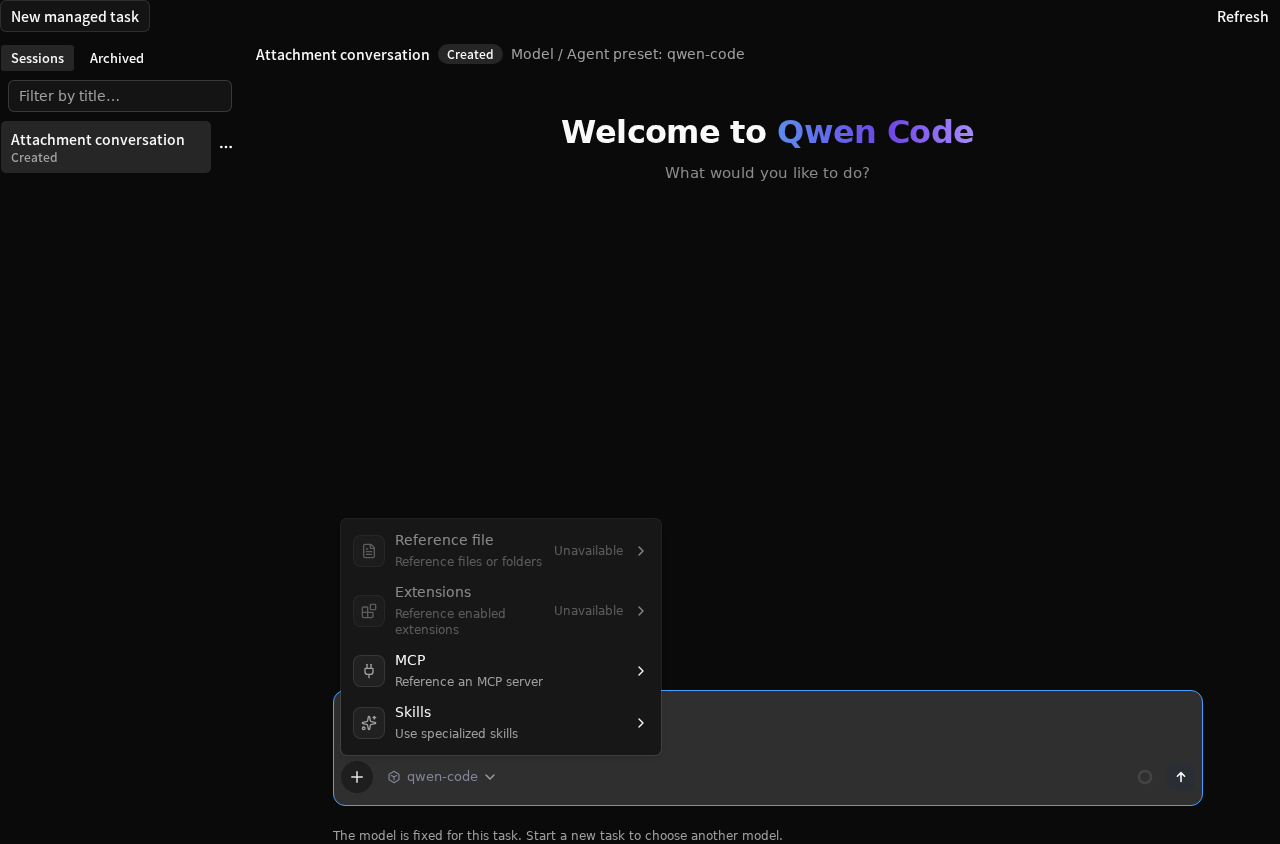 New managed task
Refresh
Sessions
Archived
Filter by title...
Attachment conversation
Created
...
Attachment conversation
Created
Model / Agent preset: qwen-code
Welcome to Qwen Code
What would you like to do?
Reference file
Reference files or folders
Unavailable
Extensions
Reference enabled
extensions
Unavailable
MCP
Reference an MCP server
Skills
Use specialized skills
qwen-code
The model is fixed for this task. Start a new task to choose another model.